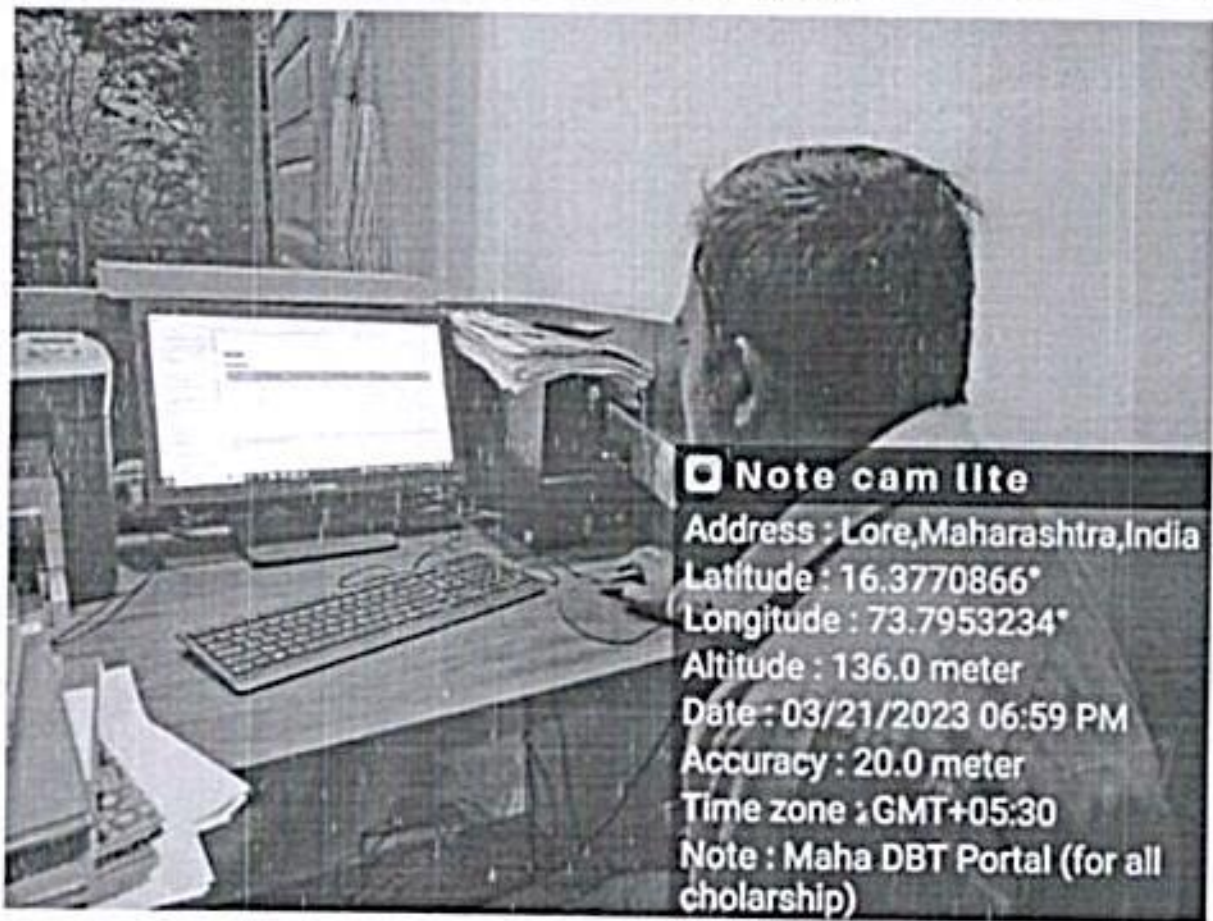 Note cam lite
Address : Lore,Maharashtra,India
Latitude : 16.3770866°
Longitude : 73.7953234°
Altitude : 136.0 meter
Date : 03/21/2023 06:59 PM
Accuracy : 20.0 meter
Time zone : GMT+05:30
Note : Maha DBT Portal (for all
cholarship)